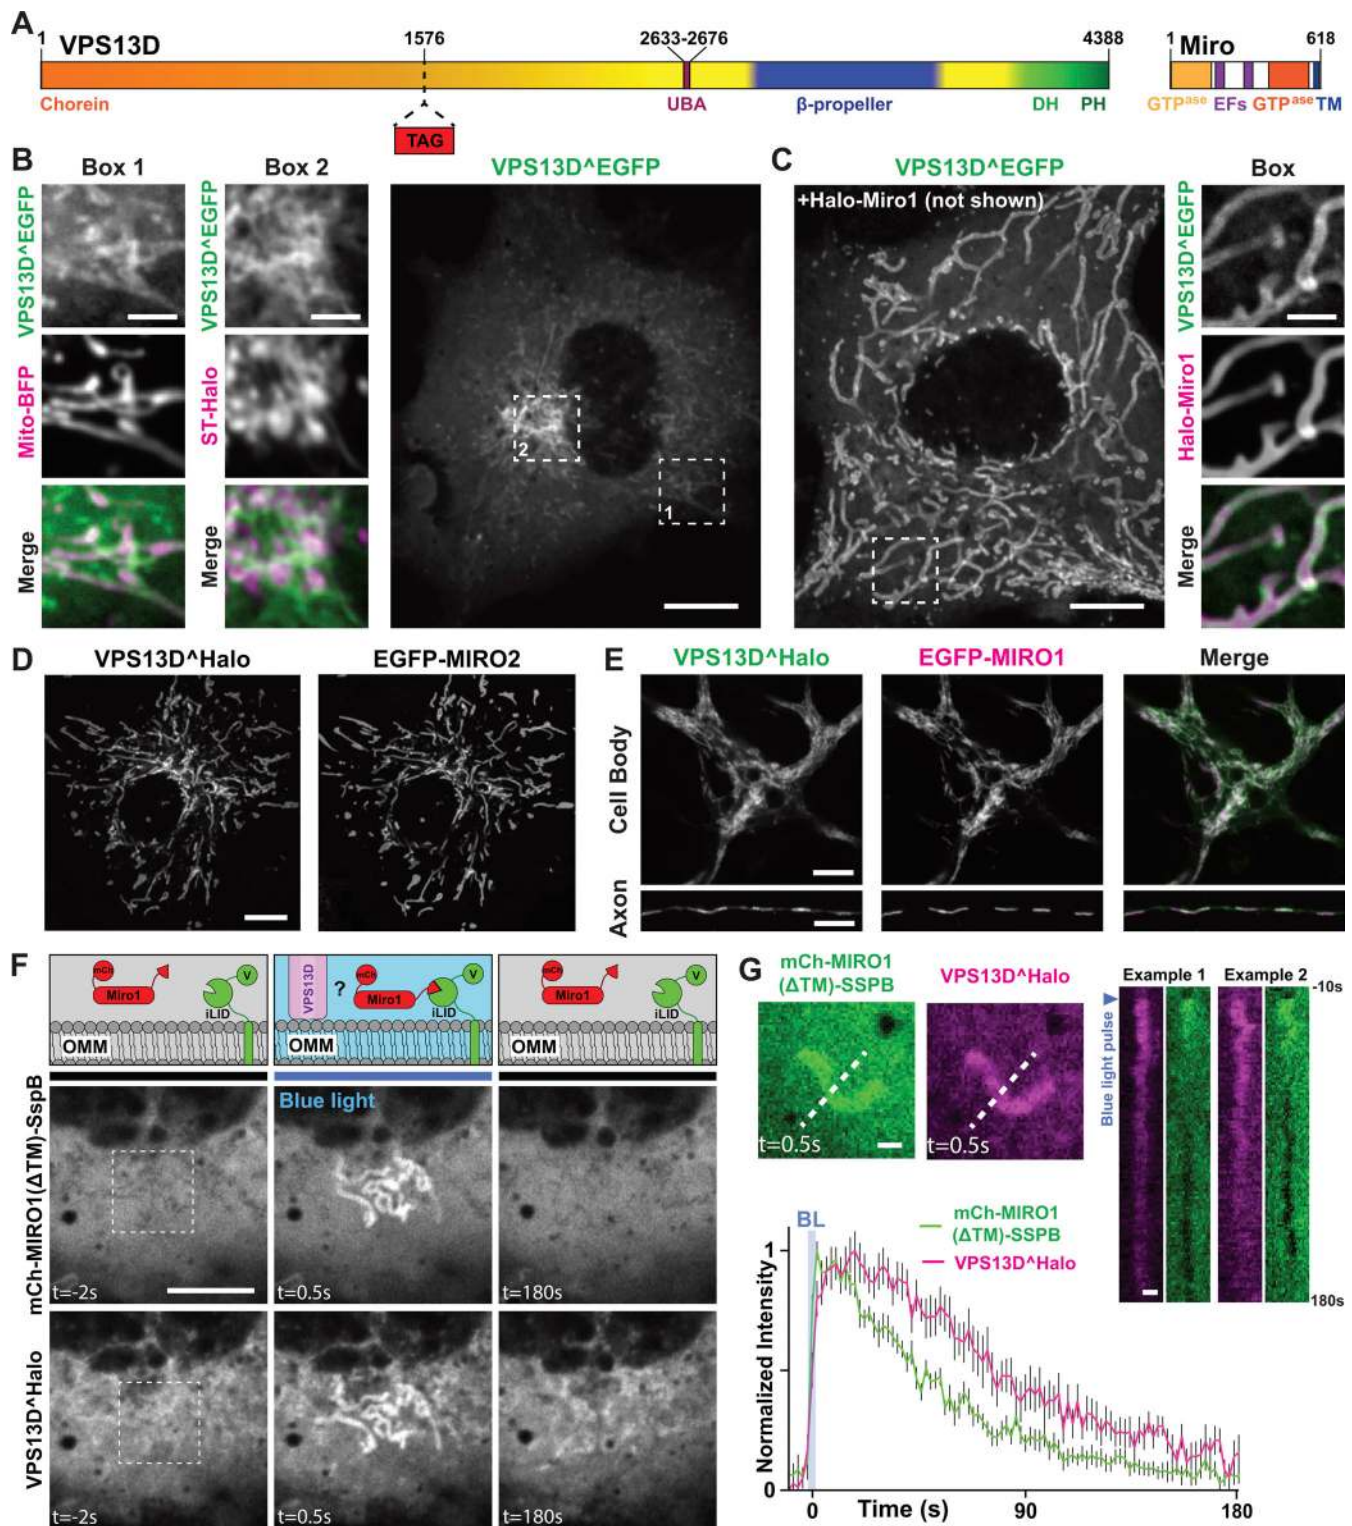 A
1
VPS13D
1576
2633-2676
4388
1
Miro
618
Chorein
UBA
β-propeller
DH
PH
GTPase
EFs
GTPase
TM
TAG
B
Box 1
Box 2
VPS13D^EGFP
VPS13D^EGFP
VPS13D^EGFP
Mito-BFP
ST-Halo
Merge
Merge
2
1
C
VPS13D^EGFP
+Halo-Miro1 (not shown)
Box
VPS13D^EGFP
Halo-Miro1
Merge
D
VPS13D^Halo
EGFP-MIRO2
E
VPS13D^Halo
EGFP-MIRO1
Merge
Cell Body
Axon
F
mCh
Miro1
V
iLID
OMM
VPS13D
?
mCh
Miro1
V
iLID
OMM
mCh
Miro1
V
iLID
OMM
mCh-MIRO1(ΔTM)-SspB
Blue light
t=-2s
t=0.5s
t=180s
VPS13D^Halo
t=-2s
t=0.5s
t=180s
G
mCh-MIRO1
(ΔTM)-SSPB
VPS13D^Halo
t=0.5s
t=0.5s
Example 1
Example 2
Blue light pulse
-10s
180s
BL
mCh-MIRO1
(ΔTM)-SSPB
VPS13D^Halo
Normalized Intensity
1
0
0
90
180
Time (s)